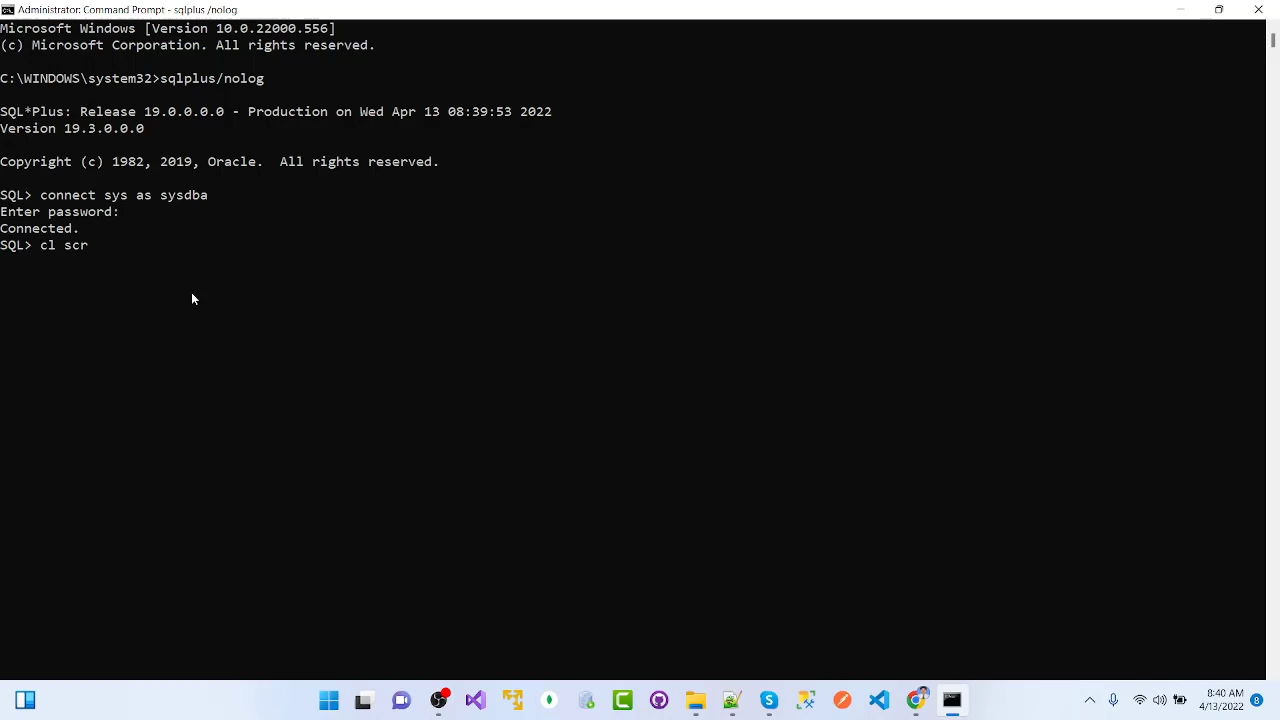 Administrator: Command Prompt - sqlplus /nolog
Microsoft Windows [Version 10.0.22000.556]
(c) Microsoft Corporation. All rights reserved.
C:\WINDOWS\system32>sqlplus/nolog
SQL*Plus: Release 19.0.0.0.0 - Production on Wed Apr 13 08:39:53 2022
Version 19.3.0.0.0
Copyright (c) 1982, 2019, Oracle.  All rights reserved.
SQL> connect sys as sysdba
Enter password:
Connected.
SQL> cl scr
8:40 AM
4/13/2022
8